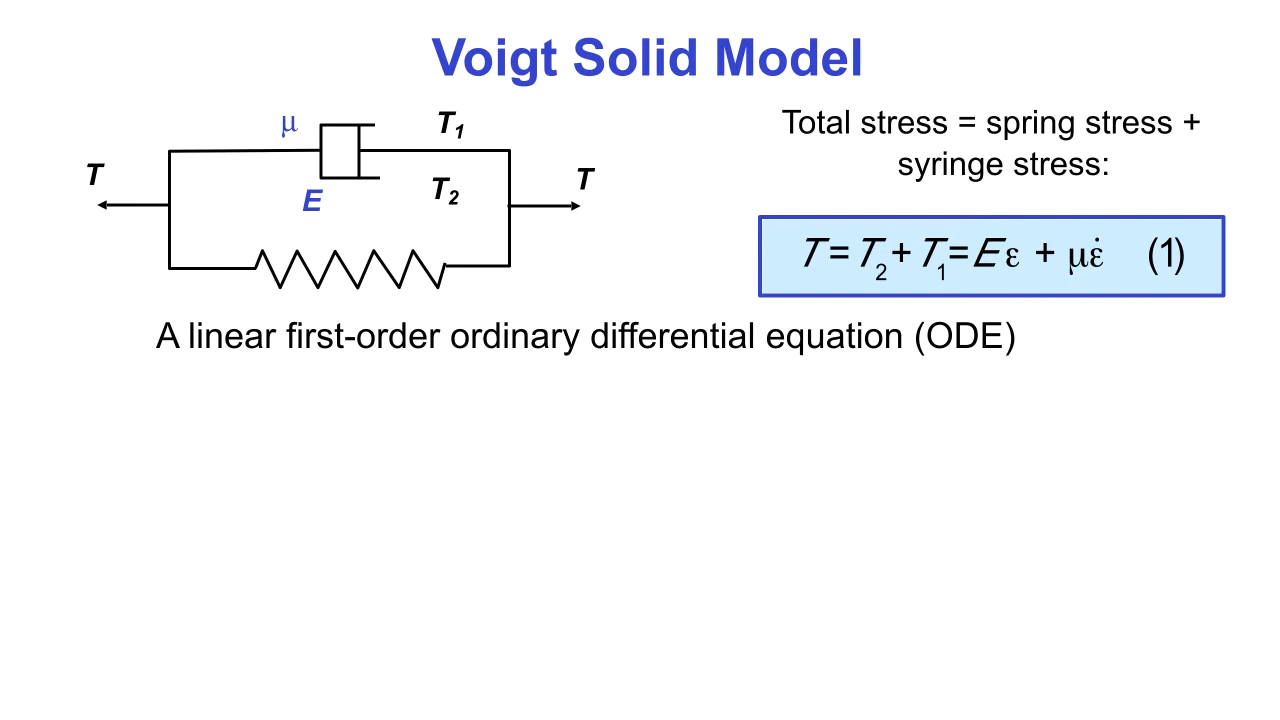 Voigt Solid Model
μ
T₁
T
E
T₂
T
Total stress = spring stress +
syringe stress:
T = T₂ + T₁ = E ε + με̇ (1)
A linear first-order ordinary differential equation (ODE)